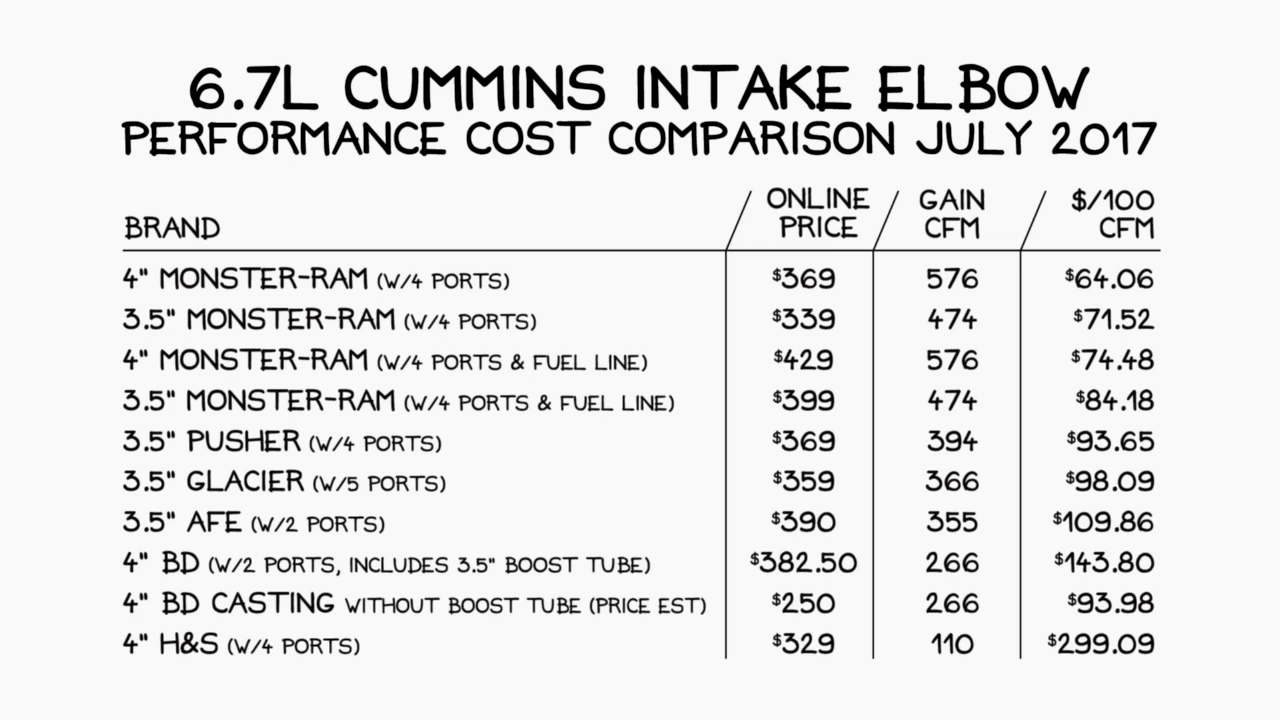 6.7L CUMMINS INTAKE ELBOW
PERFORMANCE COST COMPARISON JULY 2017
BRAND ONLINE PRICE GAIN CFM $/100 CFM
4" MONSTER-RAM (W/4 PORTS) $369 576 $64.06
3.5" MONSTER-RAM (W/4 PORTS) $339 474 $71.52
4" MONSTER-RAM (W/4 PORTS & FUEL LINE) $429 576 $74.48
3.5" MONSTER-RAM (W/4 PORTS & FUEL LINE) $399 474 $84.18
3.5" PUSHER (W/4 PORTS) $369 394 $93.65
3.5" GLACIER (W/5 PORTS) $359 366 $98.09
3.5" AFE (W/2 PORTS) $390 355 $109.86
4" BD (W/2 PORTS, INCLUDES 3.5" BOOST TUBE) $382.50 266 $143.80
4" BD CASTING WITHOUT BOOST TUBE (PRICE EST) $250 266 $93.98
4" H&S (W/4 PORTS) $329 110 $299.09